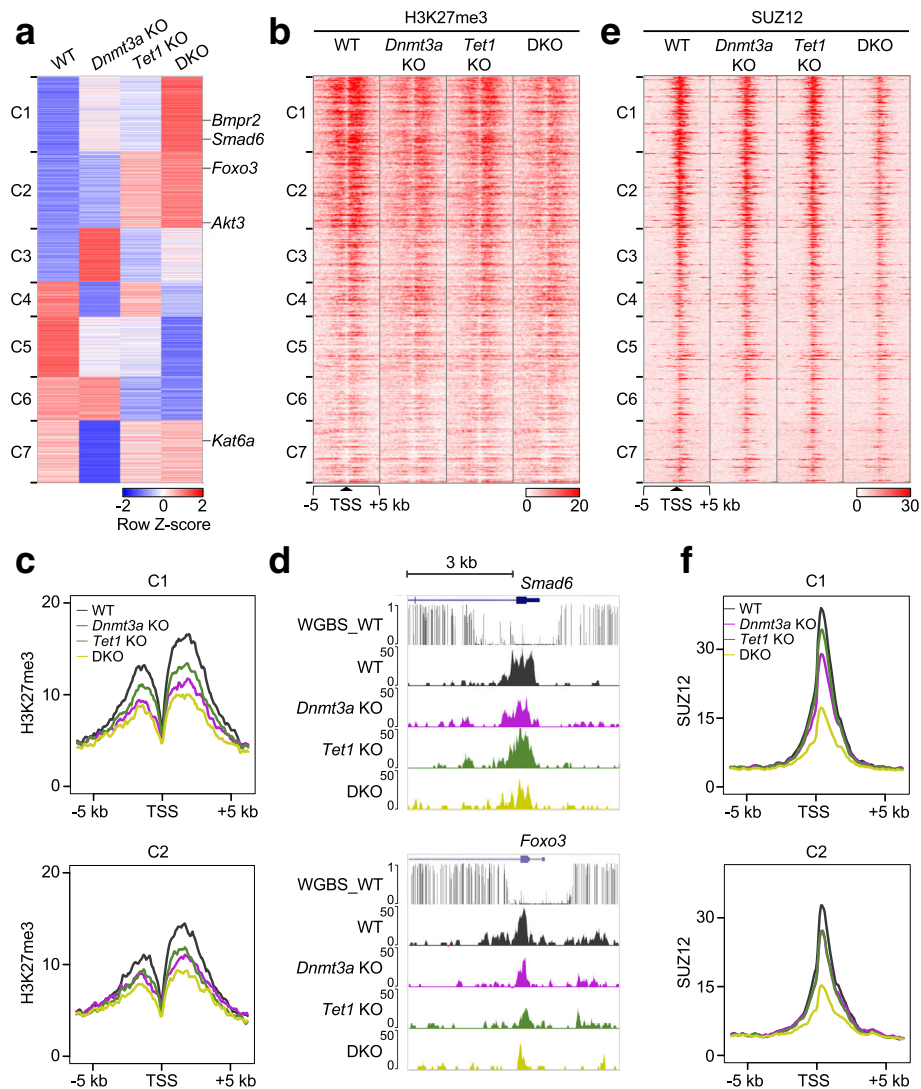 a
WT
Dnmt3a KO
Tet1 KO
DKO
C1
C2
C3
C4
C5
C6
C7
Bmpr2
Smad6
Foxo3
Akt3
Kat6a
-2 0 2
Row Z-score
b
H3K27me3
WT Dnmt3a KO Tet1 KO DKO
C1
C2
C3
C4
C5
C6
C7
-5 TSS +5 kb
0 20
e
SUZ12
WT Dnmt3a KO Tet1 KO DKO
C1
C2
C3
C4
C5
C6
C7
-5 TSS +5 kb
0 30
c
C1
H3K27me3
20
10
0
WT
Dnmt3a KO
Tet1 KO
DKO
-5 kb TSS +5 kb
C2
H3K27me3
20
10
0
-5 kb TSS +5 kb
d
3 kb
Smad6
WGBS_WT
1
0
WT
50
0
Dnmt3a KO
50
0
Tet1 KO
50
0
DKO
50
0
Foxo3
WGBS_WT
1
0
WT
50
0
Dnmt3a KO
50
0
Tet1 KO
50
0
DKO
50
0
f
C1
SUZ12
30
15
0
WT
Dnmt3a KO
Tet1 KO
DKO
-5 kb TSS +5 kb
C2
SUZ12
30
15
0
-5 kb TSS +5 kb